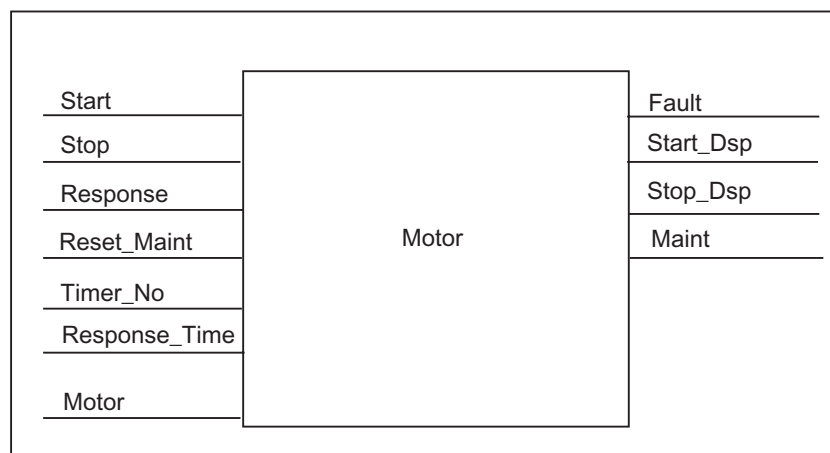 Start
Stop
Response
Reset_Maint
Timer_No
Response_Time
Motor
Motor
Fault
Start_Dsp
Stop_Dsp
Maint